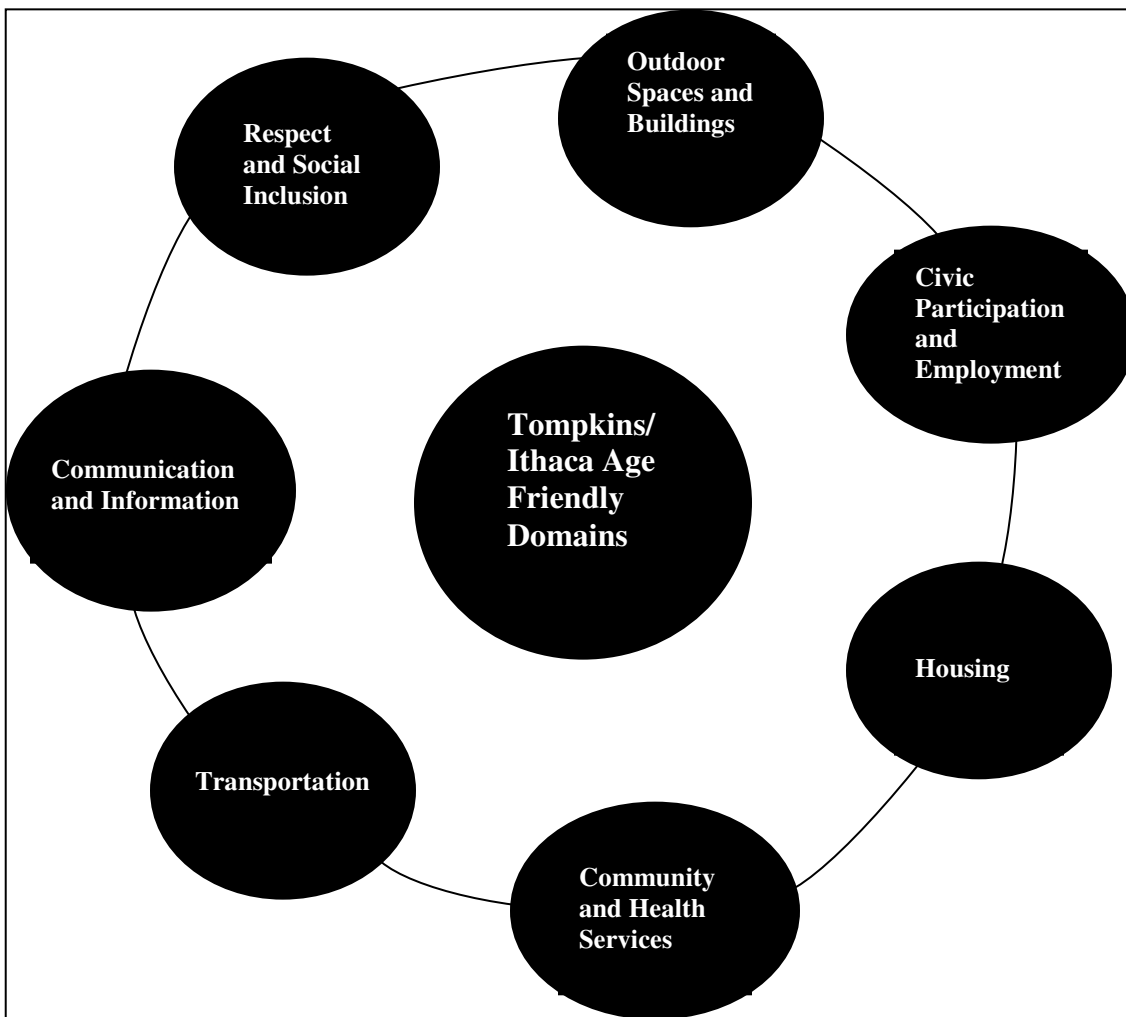 Outdoor
Spaces and
Buildings
Respect
and Social
Inclusion
Civic
Participation
and
Employment
Tompkins/
Ithaca Age
Friendly
Domains
Communication
and Information
Housing
Transportation
Community
and Health
Services